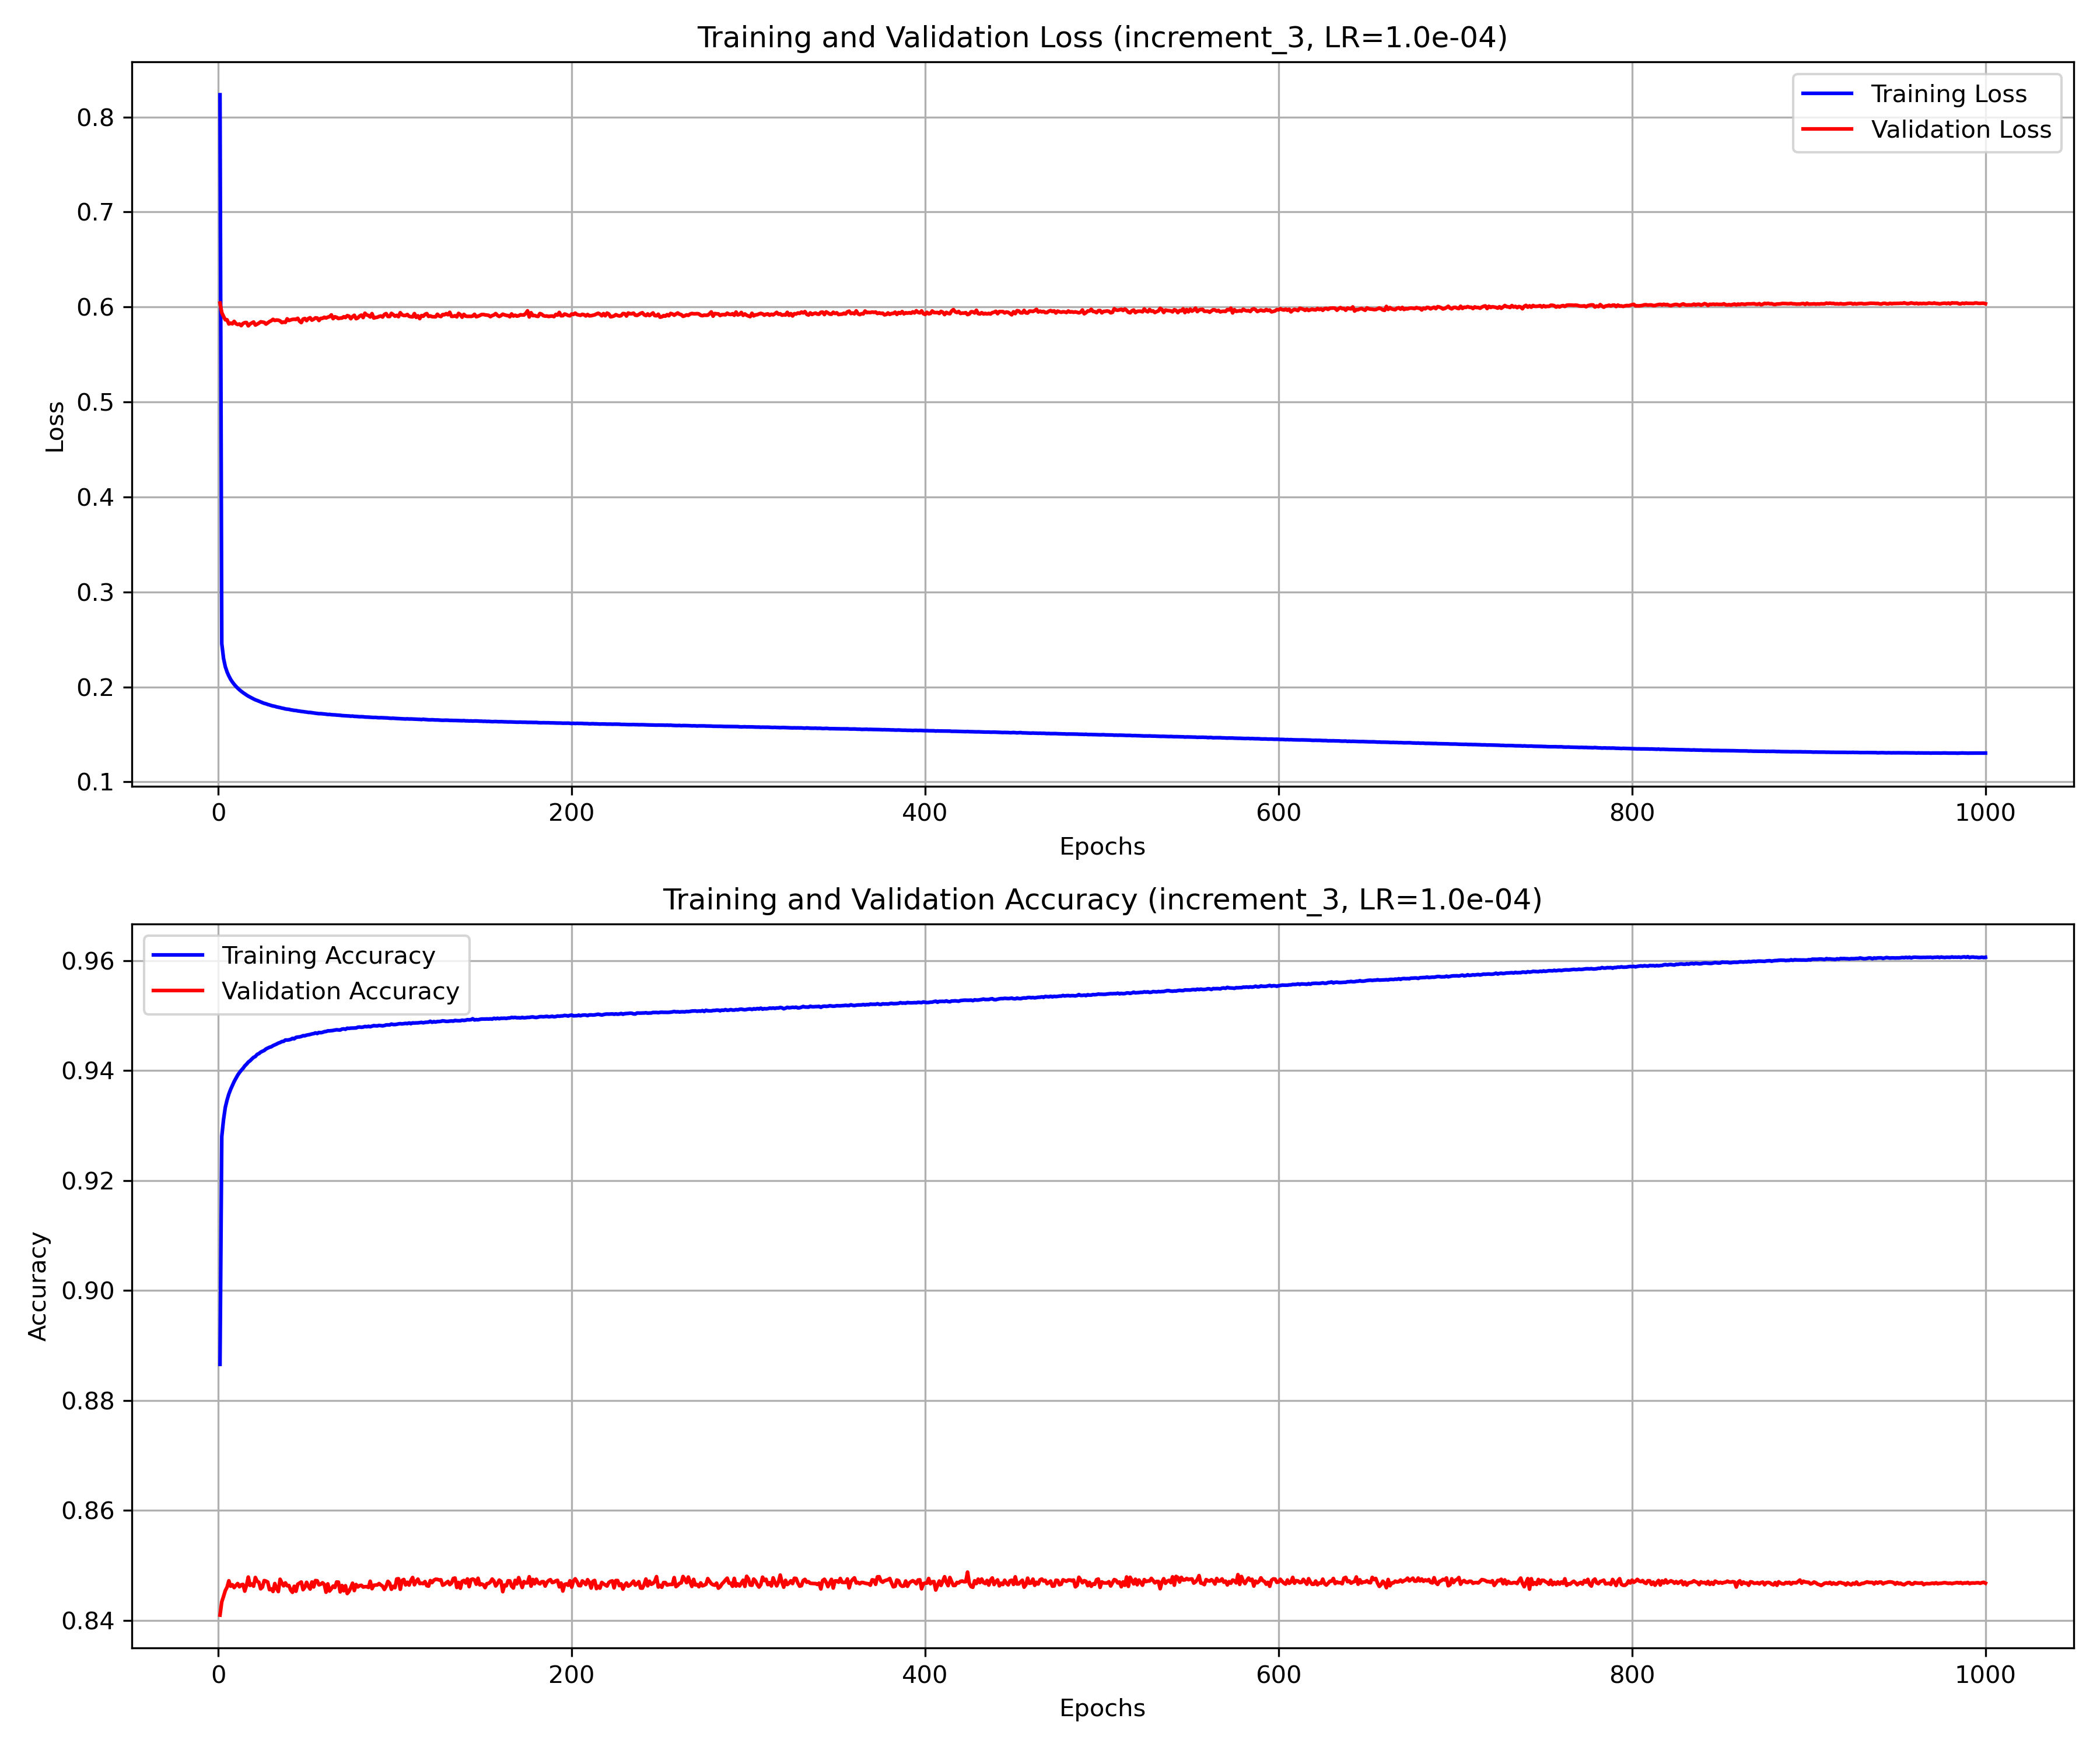 Training and Validation Loss (increment_3, LR=1.0e-04)
Training Loss
Validation Loss
0.8
0.7
0.6
0.5
0.4
0.3
0.2
0.1
Loss
0 200 400 600 800 1000
Epochs
Training and Validation Accuracy (increment_3, LR=1.0e-04)
Training Accuracy
Validation Accuracy
0.96
0.94
0.92
0.90
0.88
0.86
0.84
Accuracy
0 200 400 600 800 1000
Epochs